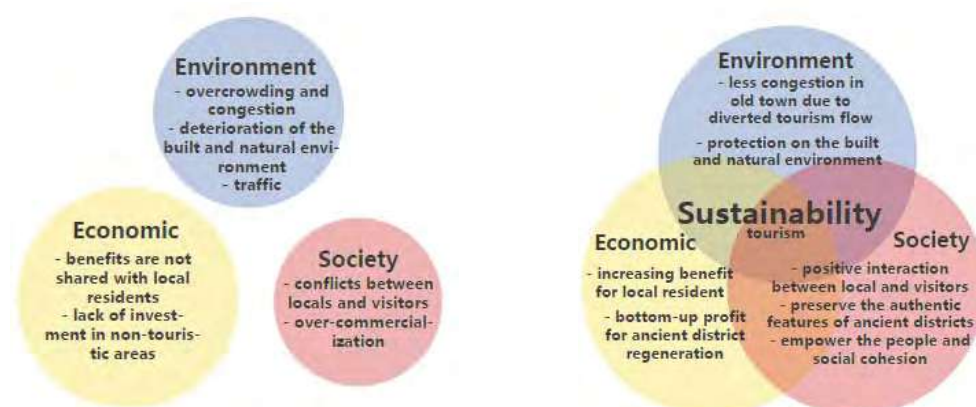 Environment
- overcrowding and
congestion
- deterioration of the
built and natural envi-
ronment
- traffic
Economic
- benefits are not
shared with local
residents
- lack of invest-
ment in non-touris-
tic areas
Society
- conflicts between
locals and visitors
- over-commercial-
ization
Environment
- less congestion in
old town due to
diverted tourism flow
- protection on the built
and natural environment
Sustainability
tourism
Economic
- increasing benefit
for local resident
- bottom-up profit
for ancient district
regeneration
Society
- positive interaction
between local and visitors
- preserve the authentic
features of ancient districts
- empower the people and
social cohesion